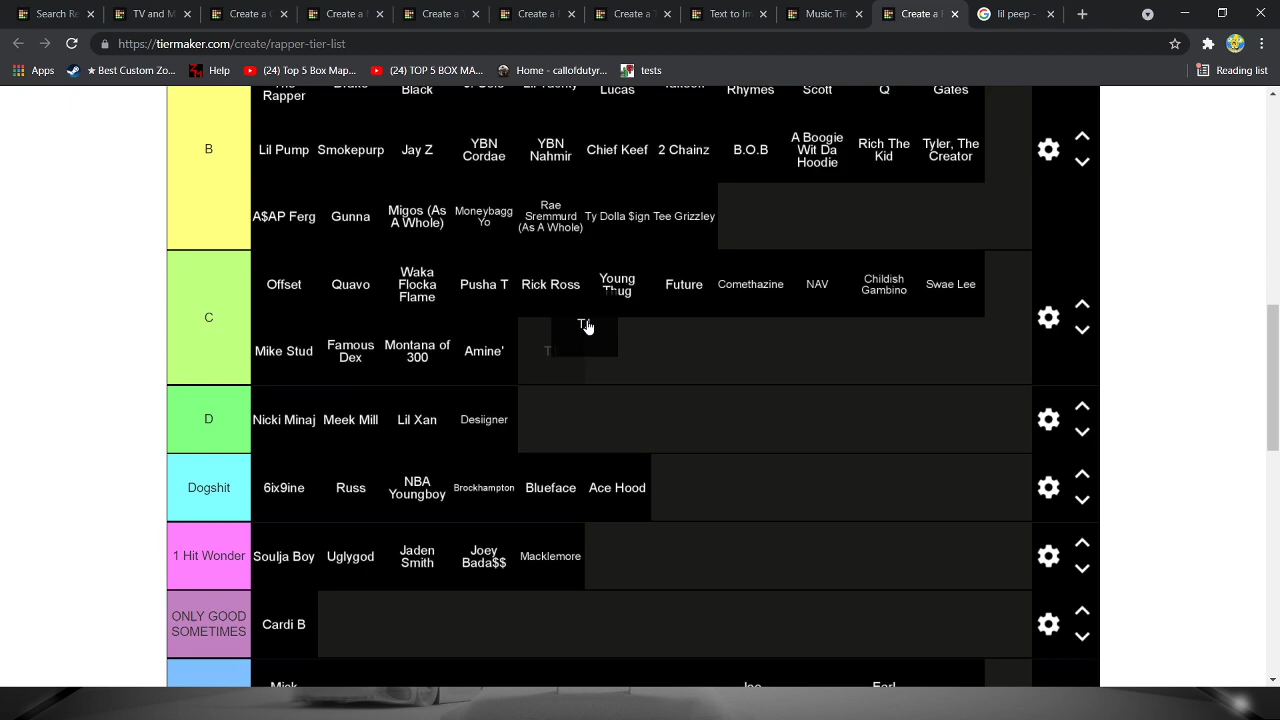 Search Re
TV and M
Create a C
Create a M
Create a T
Create a F
Create a T
Text to Im
Music Tie
Create a F
lil peep -
https://tiermaker.com/create/rapper-tier-list
Apps
★ Best Custom Zo...
Help
(24) Top 5 Box Map...
(24) TOP 5 BOX MA...
Home - callofdutyr...
tests
Reading list
Rapper
Black
Lil Yachty
Lucas
Rhymes
Scott
Q
Gates
B
Lil Pump
Smokepurp
Jay Z
YBN Cordae
YBN Nahmir
Chief Keef
2 Chainz
B.O.B
A Boogie Wit Da Hoodie
Rich The Kid
Tyler, The Creator
A$AP Ferg
Gunna
Migos (As A Whole)
Moneybagg Yo
Rae Sremmurd (As A Whole)
Ty Dolla $ign
Tee Grizzley
C
Offset
Quavo
Waka Flocka Flame
Pusha T
Rick Ross
Young Thug
Future
Comethazine
NAV
Childish Gambino
Swae Lee
Mike Stud
Famous Dex
Montana of 300
Amine'
D
Nicki Minaj
Meek Mill
Lil Xan
Desiigner
Dogshit
6ix9ine
Russ
NBA Youngboy
Brockhampton
Blueface
Ace Hood
1 Hit Wonder
Soulja Boy
Uglygod
Jaden Smith
Joey Bada$$
Macklemore
ONLY GOOD SOMETIMES
Cardi B